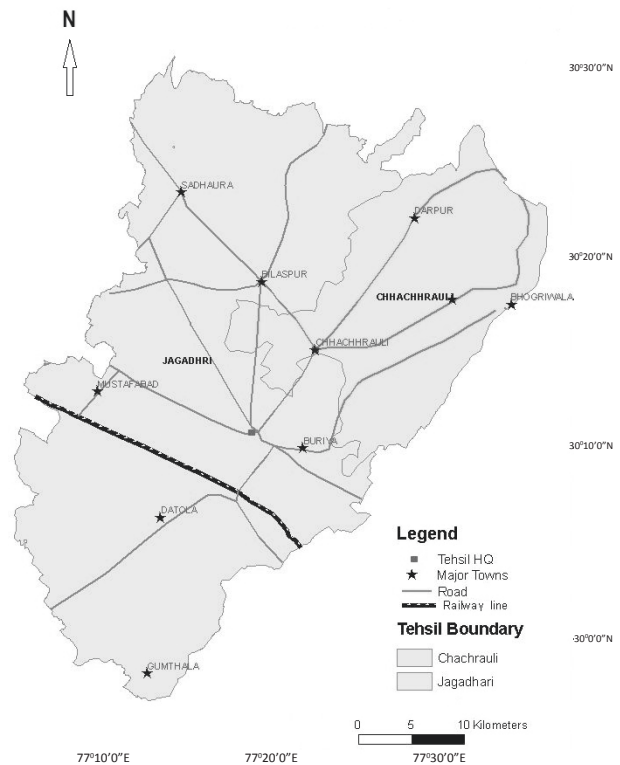 N
30°30'0"N
SADHAURA
DARPUR
30°20'0"N
BILASPUR
CHHACHHRAULI
BHOGRIWALA
CHHACHHRAULI
JAGADHRI
MUSTAFABAD
BURIYA
30°10'0"N
DATOLA
Legend
Tehsil HQ
Major Towns
Road
Railway line
Tehsil Boundary
30°0'0"N
Chachrauli
GUMTHALA
Jagadhari
0 5 10 Kilometers
77°10'0"E 77°20'0"E 77°30'0"E